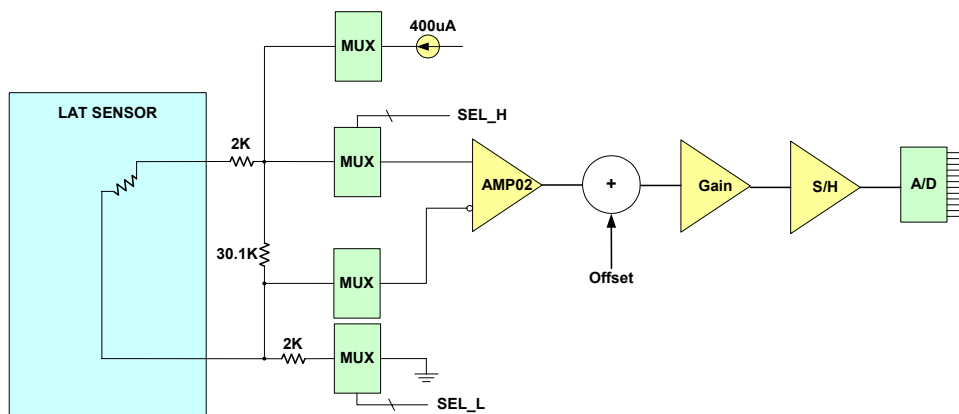 400uA
MUX
LAT SENSOR
SEL_H
2K
MUX
AMP02
+
Gain
S/H
A/D
30.1K
MUX
Offset
2K
MUX
SEL_L